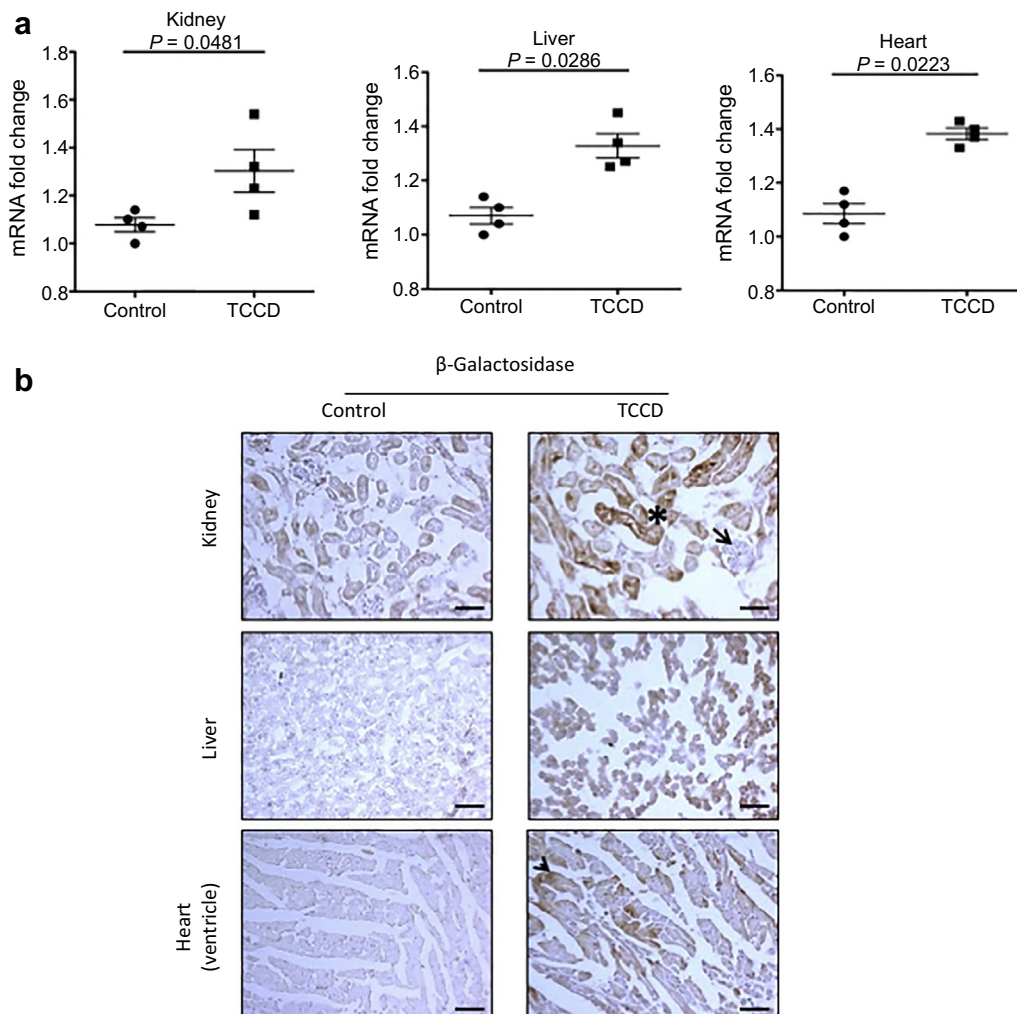 a
Kidney
P = 0.0481
mRNA fold change
1.8
1.6
1.4
1.2
1.0
0.8
Control TCCD
Liver
P = 0.0286
mRNA fold change
1.6
1.4
1.2
1.0
0.8
Control TCCD
Heart
P = 0.0223
mRNA fold change
1.6
1.4
1.2
1.0
0.8
Control TCCD
b
β-Galactosidase
Control TCCD
Kidney
*
Liver
Heart
(ventricle)